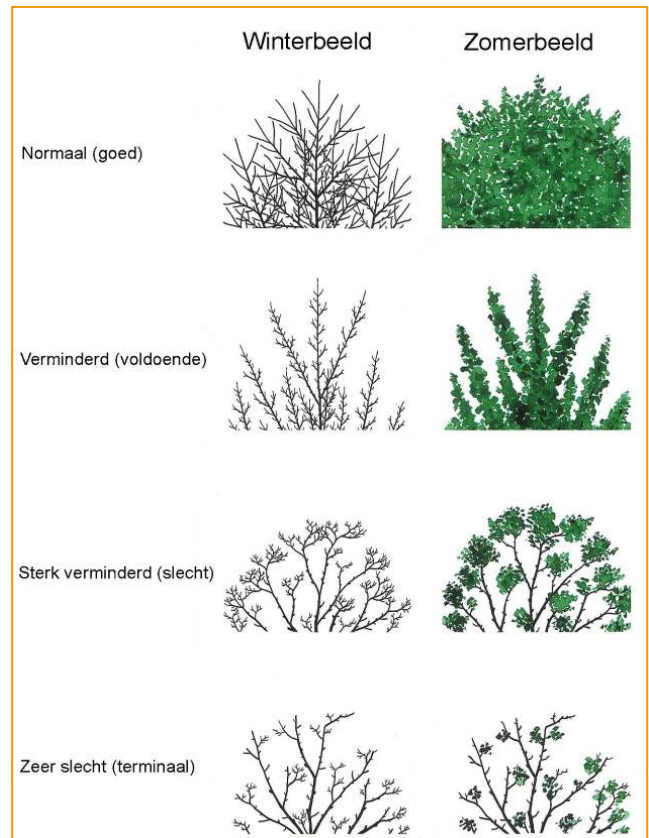 Winterbeeld Zomerbeeld
Normaal (goed)
Verminderd (voldoende)
Sterk verminderd (slecht)
Zeer slecht (terminaal)